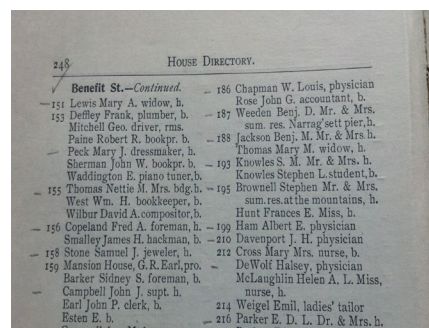 248 HOUSE DIRECTORY.
Benefit St.—Continued.
151 Lewis Mary A. widow, h.
153 Deffley Frank, plumber, b.
Mitchell Geo. driver, rms.
Paine Robert R. bookpr. b.
Peck Mary J. dressmaker, h.
Sherman John W. bookpr. b.
Waddington E. piano tuner, b.
155 Thomas Nettie M. Mrs. bdg. h.
West Wm. H. bookkeeper, b.
Wilbur David A. compositor, b.
156 Copeland Fred A. foreman, h.
Smalley James H. hackman, b.
158 Stone Samuel J. jeweler, h.
159 Mansion House, G. R. Earl, pro.
Barker Sidney S. foreman, b.
Campbell John J. supt. h.
Earl John P. clerk, b.
Esten E. b.
186 Chapman W. Louis, physician
Rose John G. accountant, b.
187 Weeden Benj. D. Mr. & Mrs.
sum. res. Narrag'sett pier, h.
188 Jackson Benj. M. Mr. & Mrs. h.
Thomas Mary M. widow, h.
193 Knowles S. M. Mr. & Mrs. h.
Knowles Stephen L. student, b.
195 Brownell Stephen Mr. & Mrs.
sum. res. at the mountains, h.
Hunt Frances E. Miss, h.
199 Ham Albert E. physician
210 Davenport J. H. physician
212 Cross Mary Mrs. nurse, b.
DeWolf Halsey, physician
McLaughlin Helen A. L. Miss,
nurse, h.
214 Weigel Emil, ladies' tailor
216 Parker E. D. L. Dr. & Mrs. h.